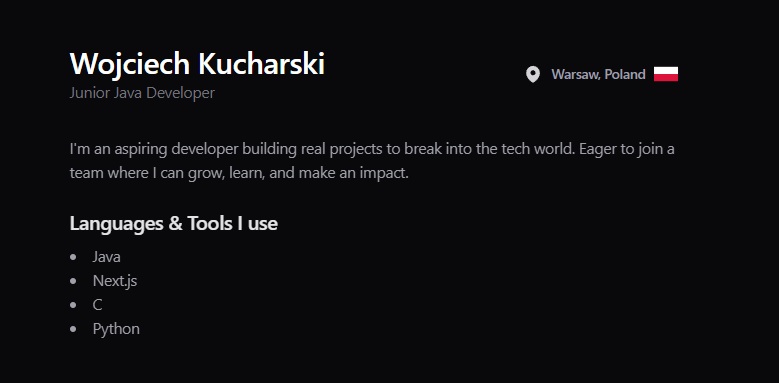 Wojciech Kucharski
Junior Java Developer
Warsaw, Poland
I'm an aspiring developer building real projects to break into the tech world. Eager to join a
team where I can grow, learn, and make an impact.
Languages & Tools I use
Java
Next.js
C
Python